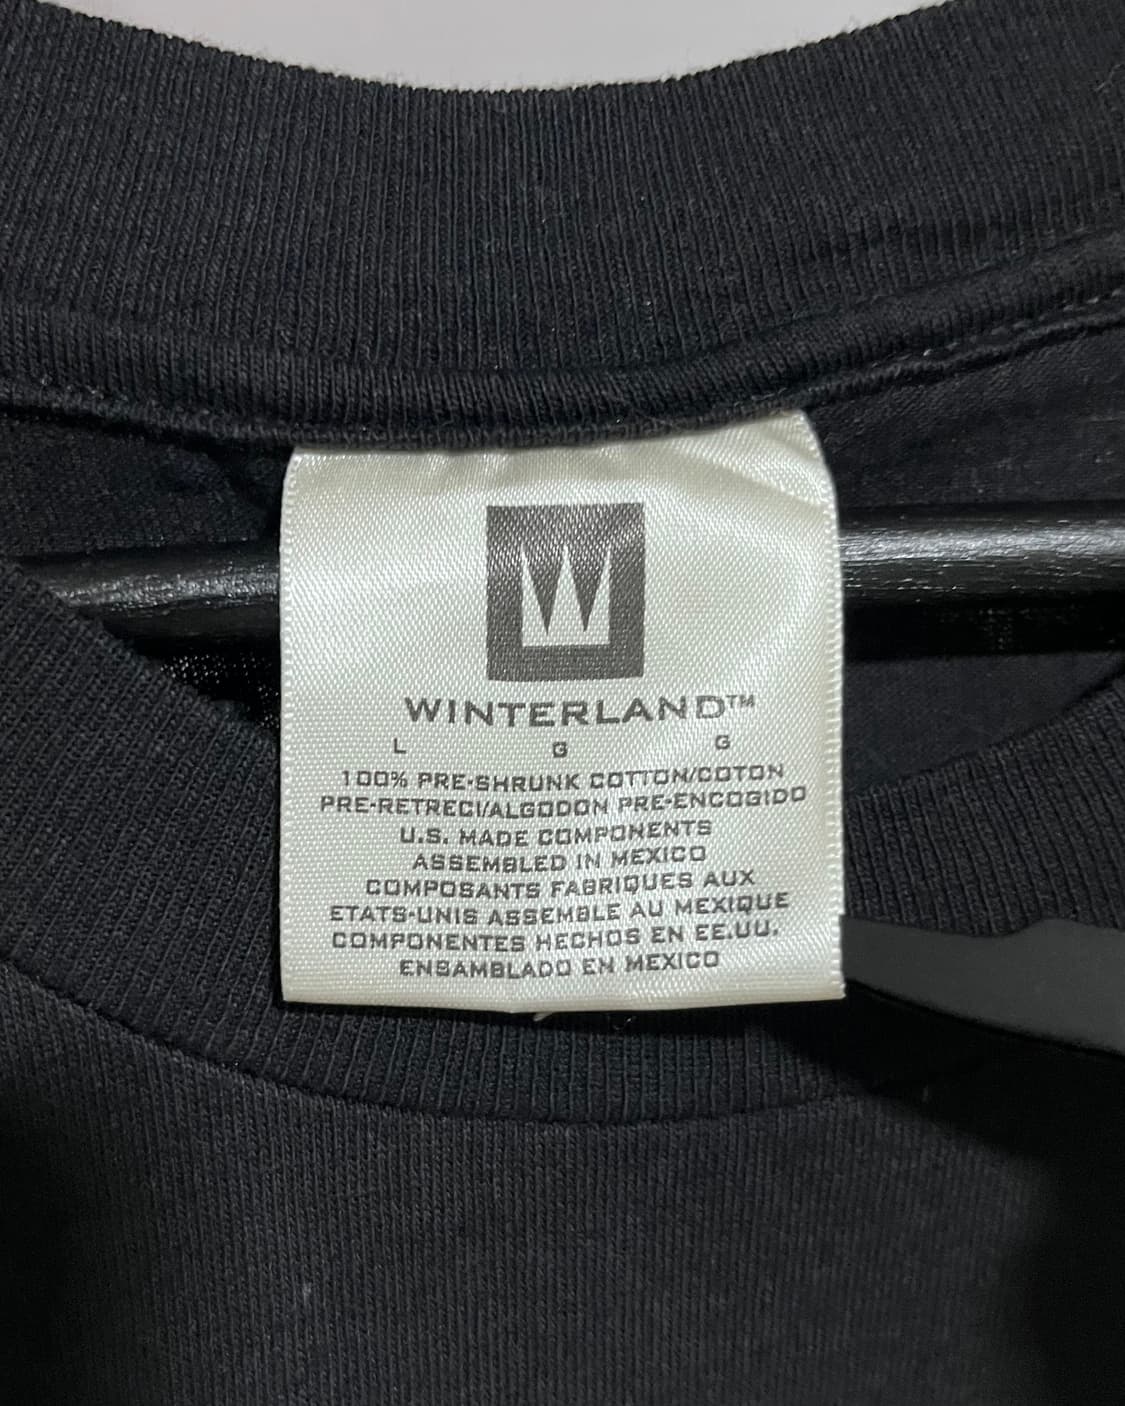 W
WINTERLAND™
L G G
100% PRE-SHRUNK COTTON/COTON
PRE-RETRECI/ALGODON PRE-ENCOGIDO
U.S. MADE COMPONENTS
ASSEMBLED IN MEXICO
COMPOSANTS FABRIQUES AUX
ETATS-UNIS ASSEMBLE AU MEXIQUE
COMPONENTES HECHOS EN EE.UU.
ENSAMBLADO EN MEXICO